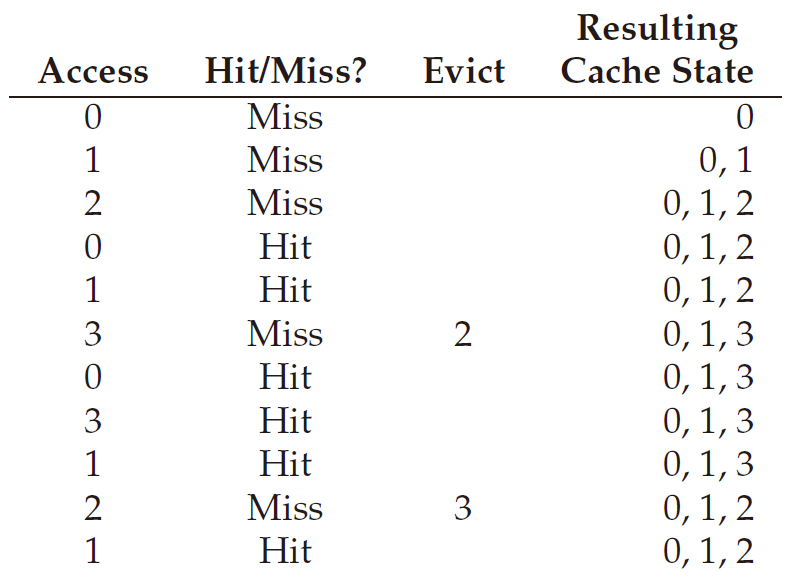 Resulting
Access Hit/Miss? Evict Cache State
0 Miss 0
1 Miss 0, 1
2 Miss 0, 1, 2
0 Hit 0, 1, 2
1 Hit 0, 1, 2
3 Miss 2 0, 1, 3
0 Hit 0, 1, 3
3 Hit 0, 1, 3
1 Hit 0, 1, 3
2 Miss 3 0, 1, 2
1 Hit 0, 1, 2